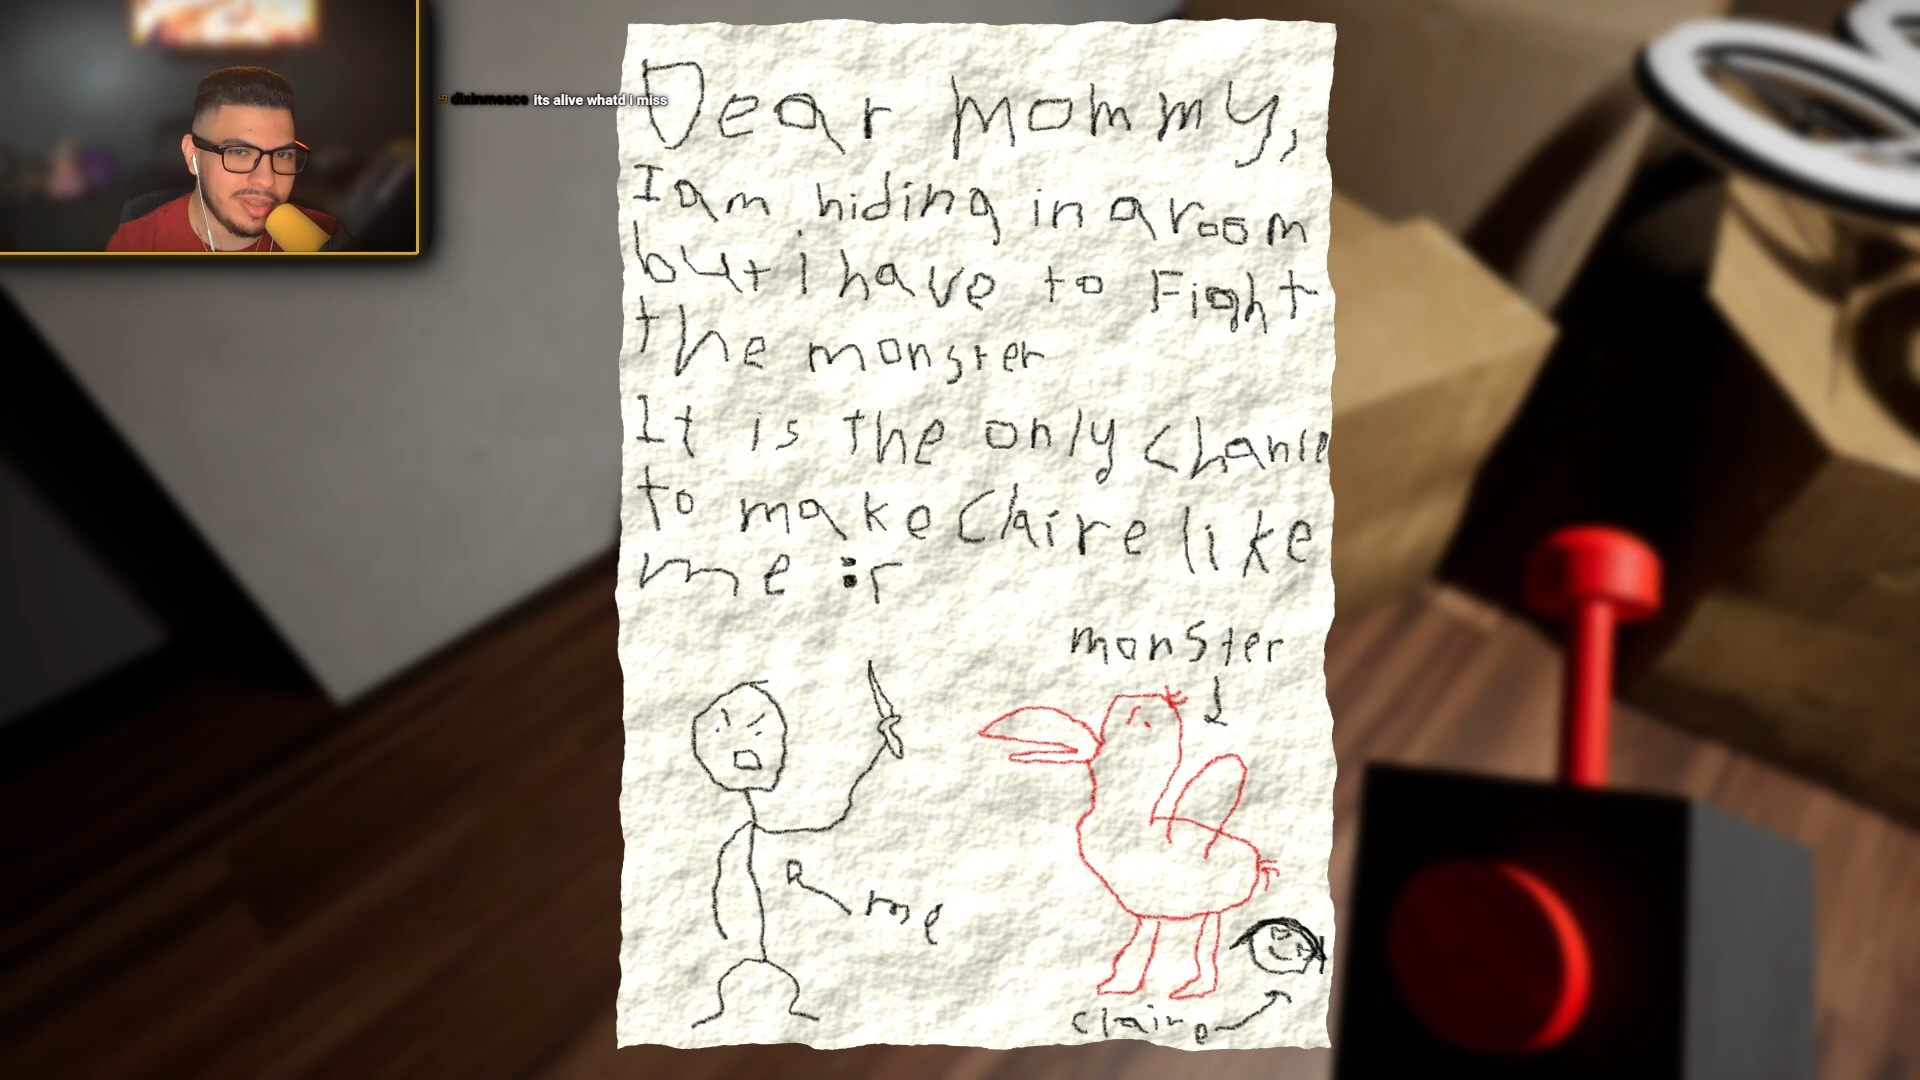 dixinmeace its alive whatd i miss
Dear mommy,
I am hiding in a room
but i have to Fight
the monster
It is the only chance
to make Claire like
me :r
monster
me
claire